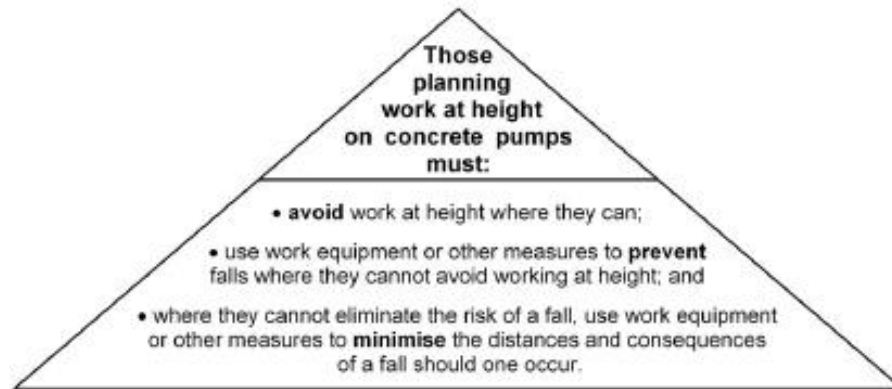 Those
planning
work at height
on concrete pumps
must:
• avoid work at height where they can;
• use work equipment or other measures to prevent
falls where they cannot avoid working at height; and
• where they cannot eliminate the risk of a fall, use work equipment
or other measures to minimise the distances and consequences
of a fall should one occur.